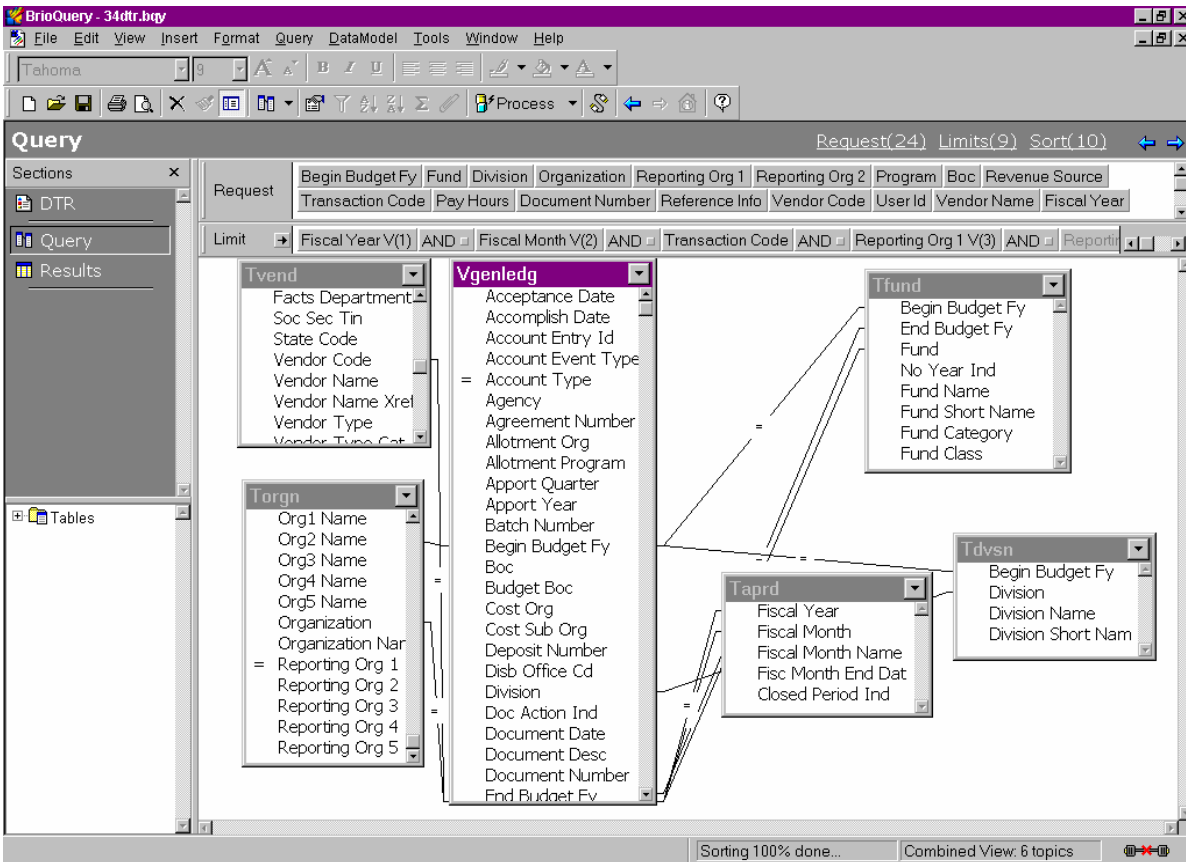 BrioQuery - 34dtr.bqy
File Edit View Insert Format Query DataModel Tools Window Help
Tahoma 9 A A B I U A
Process
Query Request(24) Limits(9) Sort(10)
Sections x
DTR
Query
Results
Tables
Request
Begin Budget Fy Fund Division Organization Reporting Org 1 Reporting Org 2 Program Boc Revenue Source
Transaction Code Pay Hours Document Number Reference Info Vendor Code User Id Vendor Name Fiscal Year
Limit Fiscal Year V(1) AND Fiscal Month V(2) AND Transaction Code AND Reporting Org 1 V(3) AND Reportin
Tvend
Facts Department
Soc Sec Tin
State Code
Vendor Code
Vendor Name
Vendor Name Xref
Vendor Type
Vendor Type Cat
Torgn
Org1 Name
Org2 Name
Org3 Name
Org4 Name
Org5 Name
Organization
Organization Nar
= Reporting Org 1
Reporting Org 2
Reporting Org 3
Reporting Org 4
Reporting Org 5
Vgenledg
Acceptance Date
Accomplish Date
Account Entry Id
Account Event Type
= Account Type
Agency
Agreement Number
Allotment Org
Allotment Program
Apport Quarter
Apport Year
Batch Number
Begin Budget Fy
Boc
Budget Boc
Cost Org
Cost Sub Org
Deposit Number
Disb Office Cd
Division
Doc Action Ind
Document Date
Document Desc
Document Number
End Budget Fy
Tfund
Begin Budget Fy
End Budget Fy
Fund
No Year Ind
Fund Name
Fund Short Name
Fund Category
Fund Class
Taprd
Fiscal Year
Fiscal Month
Fiscal Month Name
Fisc Month End Dat
Closed Period Ind
Tdvsn
Begin Budget Fy
Division
Division Name
Division Short Nam
Sorting 100% done... Combined View: 6 topics